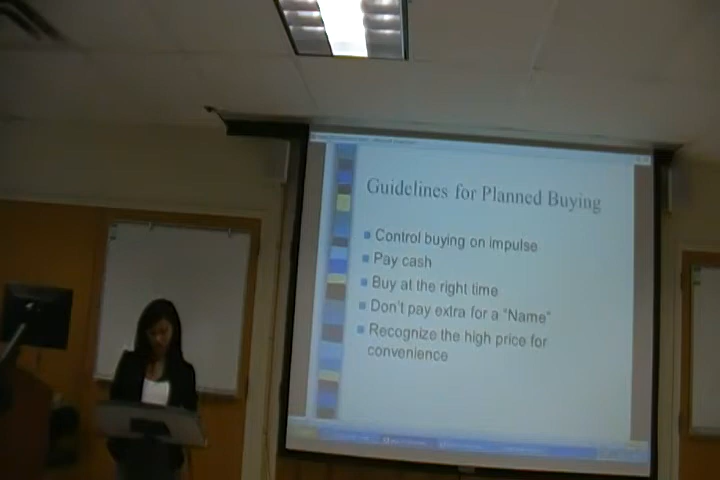 Guidelines for Planned Buying
Control buying on impulse
Pay cash
Buy at the right time
Don't pay extra for a "Name"
Recognize the high price for
convenience